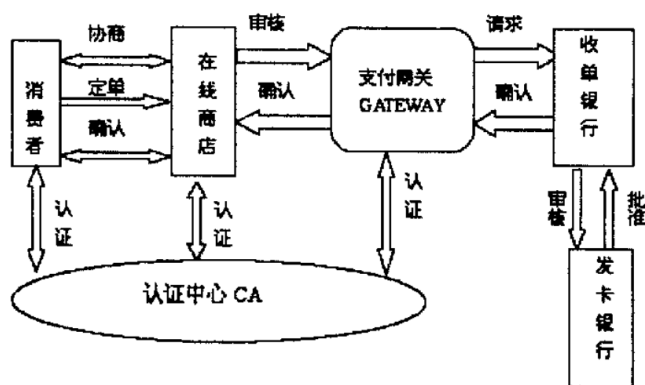 协商
定单
确认
消费者
在线商店
审核
确认
支付网关
GATEWAY
请求
确认
收单银行
认证
认证
认证
审核
批准
认证中心 CA
发卡银行